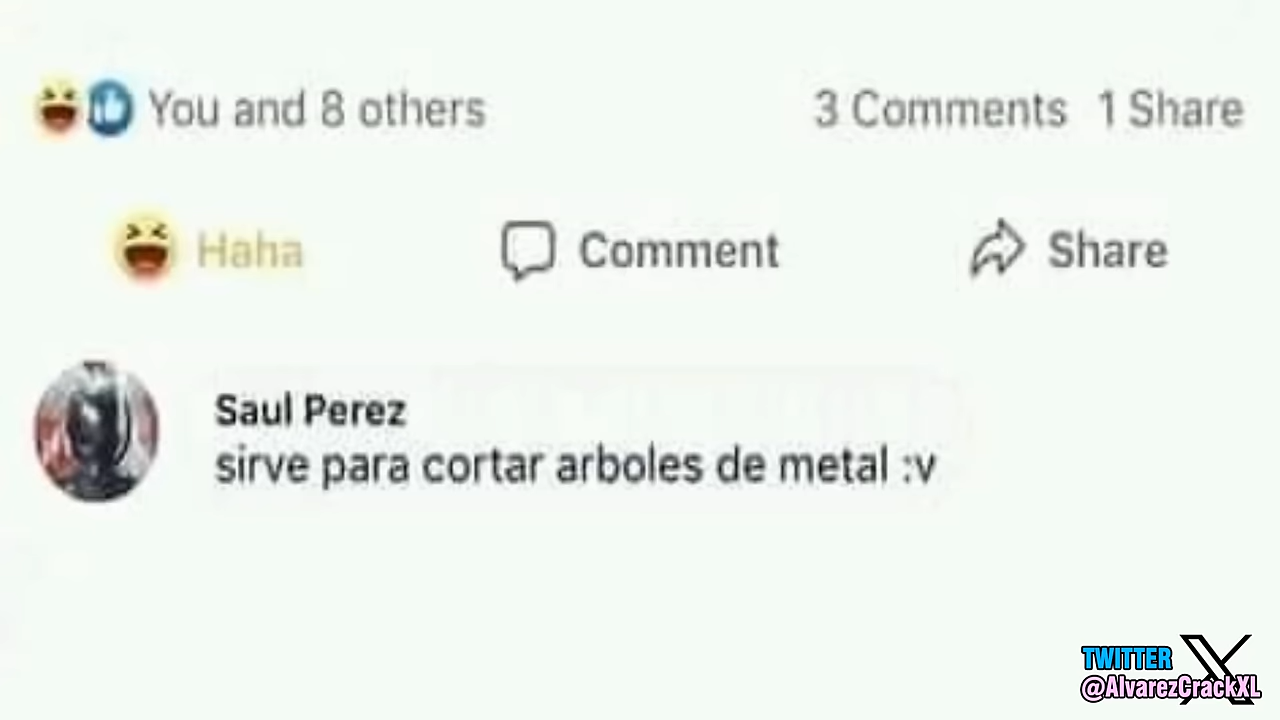 You and 8 others 3 Comments 1 Share
Haha Comment Share
Saul Perez
sirve para cortar arboles de metal :v
TWITTER X
@AlvarezCrackXL